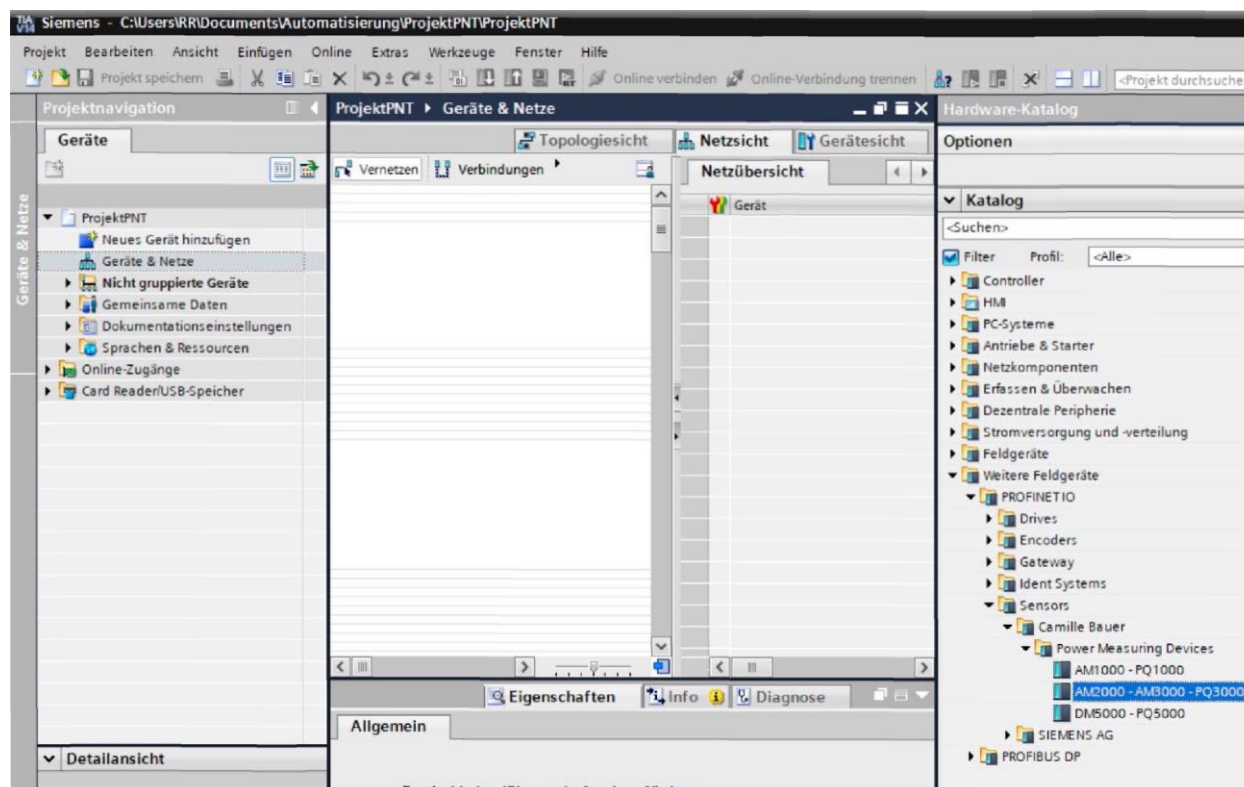 TIA V14 Siemens - C:\Users\RR\Documents\Automatisierung\ProjektPNT\ProjektPNT
Projekt Bearbeiten Ansicht Einfügen Online Extras Werkzeuge Fenster Hilfe
Projekt speichern Online verbinden Online-Verbindung trennen <Projekt durchsuche
Projektnavigation
Geräte
Geräte & Netze
ProjektPNT
Neues Gerät hinzufügen
Geräte & Netze
Nicht gruppierte Geräte
Gemeinsame Daten
Dokumentationseinstellungen
Sprachen & Ressourcen
Online-Zugänge
Card Reader/USB-Speicher
Detailansicht
ProjektPNT Geräte & Netze
Topologiesicht Netzsicht Gerätesicht
Vernetzen Verbindungen
Netzübersicht
Gerät
Eigenschaften Info Diagnose
Allgemein
Hardware-Katalog
Optionen
Katalog
<Suchen>
Filter Profil: <Alle>
Controller
HMI
PC-Systeme
Antriebe & Starter
Netzkomponenten
Erfassen & Überwachen
Dezentrale Peripherie
Stromversorgung und -verteilung
Feldgeräte
Weitere Feldgeräte
PROFINET IO
Drives
Encoders
Gateway
Ident Systems
Sensors
Camille Bauer
Power Measuring Devices
AM1000 - PQ1000
AM2000 - AM3000 - PQ3000
DM5000 - PQ5000
SIEMENS AG
PROFIBUS DP